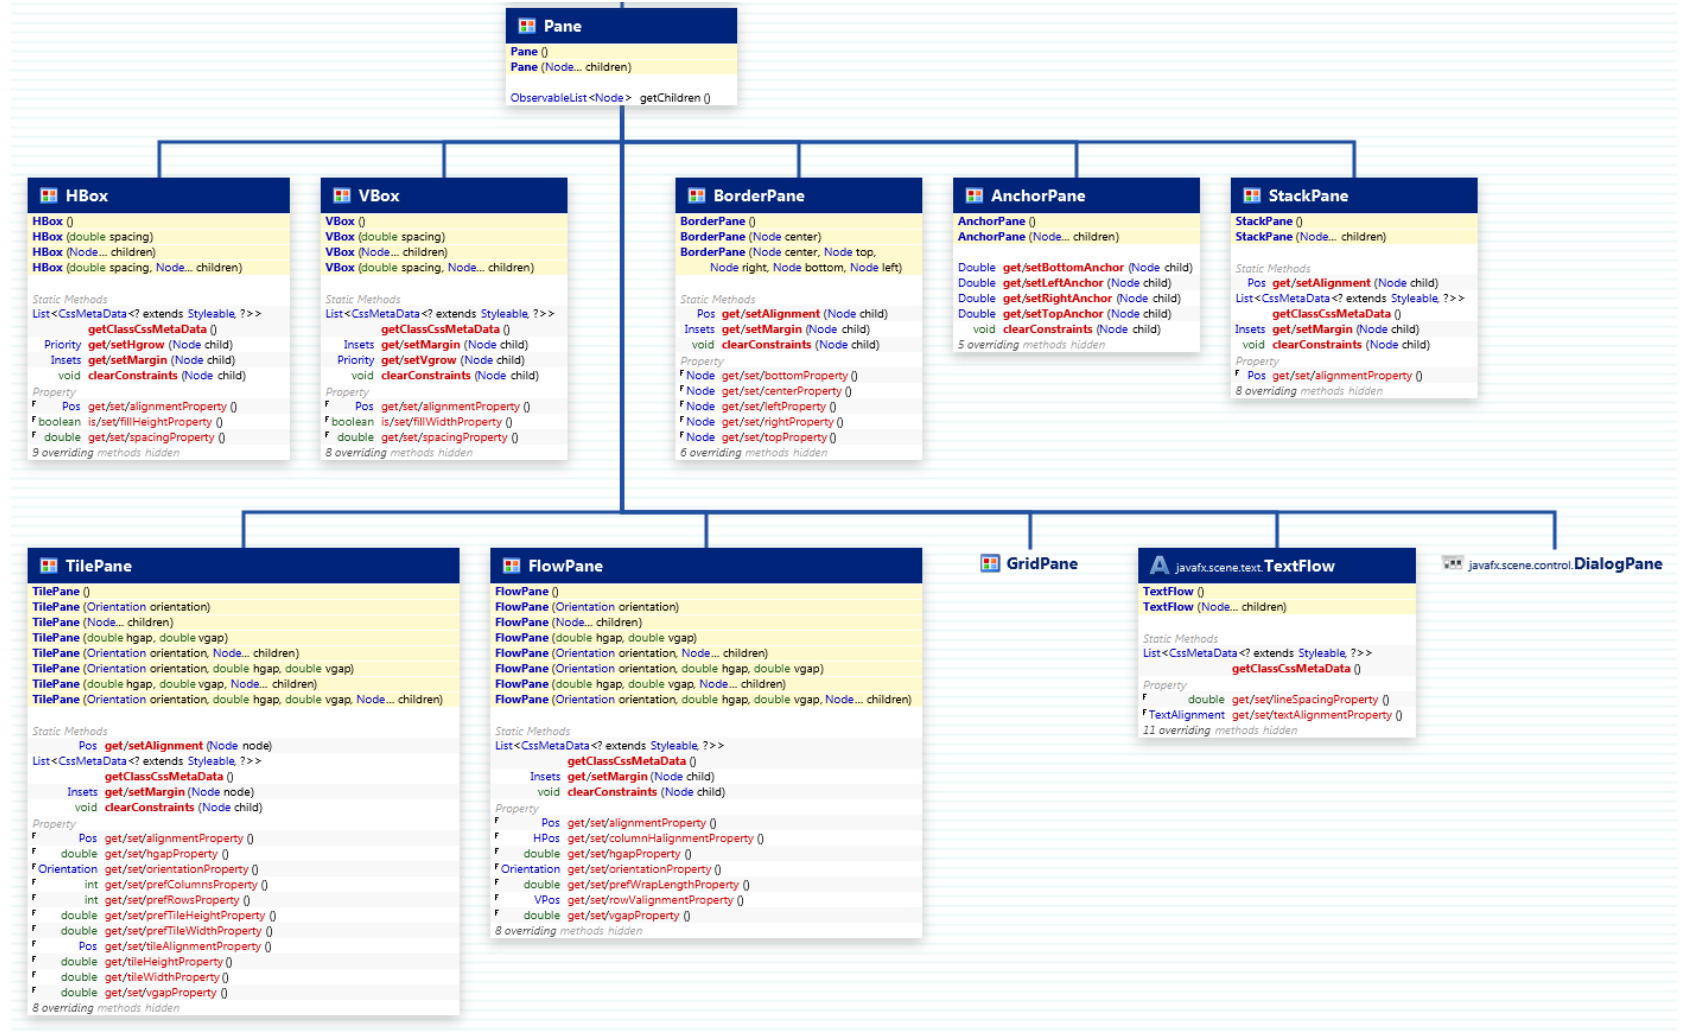 Pane
Pane ()
Pane (Node... children)
ObservableList<Node> getChildren ()
HBox
HBox ()
HBox (double spacing)
HBox (Node... children)
HBox (double spacing, Node... children)
Static Methods
List<CssMetaData<? extends Styleable, ?>>
getClassCssMetaData ()
Priority get/setHgrow (Node child)
Insets get/setMargin (Node child)
void clearConstraints (Node child)
Property
F Pos get/set/alignmentProperty ()
F boolean is/set/fillHeightProperty ()
F double get/set/spacingProperty ()
9 overriding methods hidden
VBox
VBox ()
VBox (double spacing)
VBox (Node... children)
VBox (double spacing, Node... children)
Static Methods
List<CssMetaData<? extends Styleable, ?>>
getClassCssMetaData ()
Insets get/setMargin (Node child)
Priority get/setVgrow (Node child)
void clearConstraints (Node child)
Property
F Pos get/set/alignmentProperty ()
F boolean is/set/fillWidthProperty ()
F double get/set/spacingProperty ()
8 overriding methods hidden
BorderPane
BorderPane ()
BorderPane (Node center)
BorderPane (Node center, Node top,
Node right, Node bottom, Node left)
Static Methods
Pos get/setAlignment (Node child)
Insets get/setMargin (Node child)
void clearConstraints (Node child)
Property
F Node get/set/bottomProperty ()
F Node get/set/centerProperty ()
F Node get/set/leftProperty ()
F Node get/set/rightProperty ()
F Node get/set/topProperty ()
6 overriding methods hidden
AnchorPane
AnchorPane ()
AnchorPane (Node... children)
Double get/setBottomAnchor (Node child)
Double get/setLeftAnchor (Node child)
Double get/setRightAnchor (Node child)
Double get/setTopAnchor (Node child)
void clearConstraints (Node child)
5 overriding methods hidden
StackPane
StackPane ()
StackPane (Node... children)
Static Methods
Pos get/setAlignment (Node child)
List<CssMetaData<? extends Styleable, ?>>
getClassCssMetaData ()
Insets get/setMargin (Node child)
void clearConstraints (Node child)
Property
F Pos get/set/alignmentProperty ()
8 overriding methods hidden
TilePane
TilePane ()
TilePane (Orientation orientation)
TilePane (Node... children)
TilePane (double hgap, double vgap)
TilePane (Orientation orientation, Node... children)
TilePane (Orientation orientation, double hgap, double vgap)
TilePane (double hgap, double vgap, Node... children)
TilePane (Orientation orientation, double hgap, double vgap, Node... children)
Static Methods
Pos get/setAlignment (Node node)
List<CssMetaData<? extends Styleable, ?>>
getClassCssMetaData ()
Insets get/setMargin (Node node)
void clearConstraints (Node child)
Property
F Pos get/set/alignmentProperty ()
F double get/set/hgapProperty ()
F Orientation get/set/orientationProperty ()
F int get/set/prefColumnsProperty ()
F int get/set/prefRowsProperty ()
F double get/set/prefTileHeightProperty ()
F double get/set/prefTileWidthProperty ()
F Pos get/set/tileAlignmentProperty ()
F double get/tileHeightProperty ()
F double get/tileWidthProperty ()
F double get/set/vgapProperty ()
8 overriding methods hidden
FlowPane
FlowPane ()
FlowPane (Orientation orientation)
FlowPane (Node... children)
FlowPane (double hgap, double vgap)
FlowPane (Orientation orientation, Node... children)
FlowPane (Orientation orientation, double hgap, double vgap)
FlowPane (double hgap, double vgap, Node... children)
FlowPane (Orientation orientation, double hgap, double vgap, Node... children)
Static Methods
List<CssMetaData<? extends Styleable, ?>>
getClassCssMetaData ()
Insets get/setMargin (Node child)
void clearConstraints (Node child)
Property
F Pos get/set/alignmentProperty ()
F HPos get/set/columnHalignmentProperty ()
F double get/set/hgapProperty ()
F Orientation get/set/orientationProperty ()
F double get/set/prefWrapLengthProperty ()
F VPos get/set/rowValignmentProperty ()
F double get/set/vgapProperty ()
8 overriding methods hidden
GridPane
A javafx.scene.text.TextFlow
TextFlow ()
TextFlow (Node... children)
Static Methods
List<CssMetaData<? extends Styleable, ?>>
getClassCssMetaData ()
Property
F double get/set/lineSpacingProperty ()
F TextAlignment get/set/textAlignmentProperty ()
11 overriding methods hidden
javafx.scene.control.DialogPane